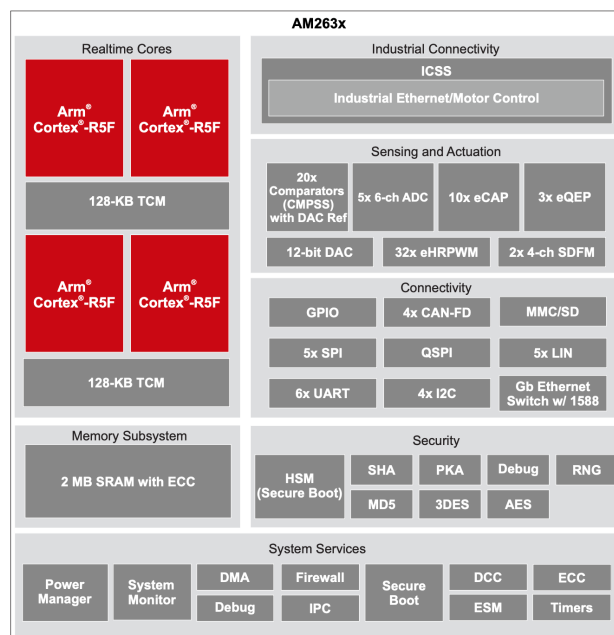 AM263x
Realtime Cores
Arm®
Cortex®-R5F
Arm®
Cortex®-R5F
128-KB TCM
Arm®
Cortex®-R5F
Arm®
Cortex®-R5F
128-KB TCM
Industrial Connectivity
ICSS
Industrial Ethernet/Motor Control
Sensing and Actuation
20x
Comparators
(CMPSS)
with DAC Ref
5x 6-ch ADC
10x eCAP
3x eQEP
12-bit DAC
32x eHRPWM
2x 4-ch SDFM
Connectivity
GPIO
4x CAN-FD
MMC/SD
5x SPI
QSPI
5x LIN
6x UART
4x I2C
Gb Ethernet
Switch w/ 1588
Memory Subsystem
2 MB SRAM with ECC
Security
HSM
(Secure Boot)
SHA
PKA
Debug
RNG
MD5
3DES
AES
System Services
Power
Manager
System
Monitor
DMA
Firewall
Debug
IPC
Secure
Boot
DCC
ECC
ESM
Timers